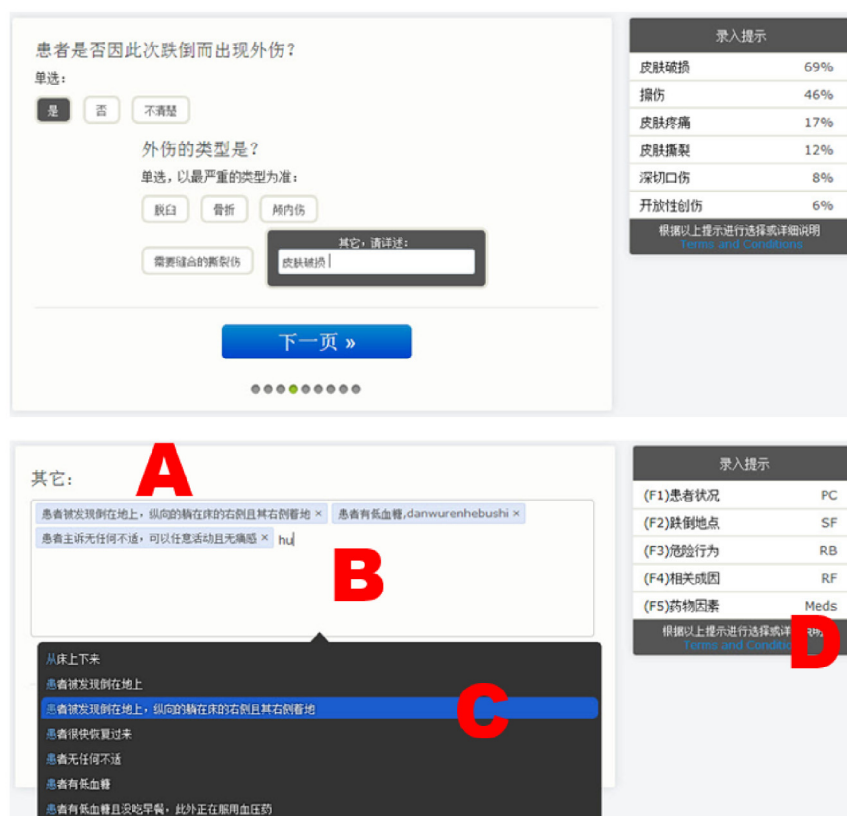 患者是否因此次跌倒而出现外伤？
单选：
是 否 不清楚
外伤的类型是？
单选，以最严重的类型为准：
脱臼 骨折 颅内伤
其它，请详述：
需要缝合的撕裂伤 皮肤破损
下一页 »
录入提示
皮肤破损 69%
擦伤 46%
皮肤疼痛 17%
皮肤撕裂 12%
深切口伤 8%
开放性创伤 6%
根据以上提示进行选择或详细说明
Terms and Conditions
A
其它：
患者被发现倒在地上，纵向的躺在床的右侧且其右侧着地 × 患者有低血糖,danwurenhebushi ×
患者主诉无任何不适，可以任意活动且无痛感 × hu
B
从床上下来
患者被发现倒在地上
患者被发现倒在地上，纵向的躺在床的右侧且其右侧着地
C
患者很快恢复过来
患者无任何不适
患者有低血糖
患者有低血糖且没吃早餐，此外正在服用血压药
录入提示
(F1)患者状况 PC
(F2)跌倒地点 SF
(F3)危险行为 RB
(F4)相关成因 RF
(F5)药物因素 Meds
根据以上提示进行选择或详
Terms and
D